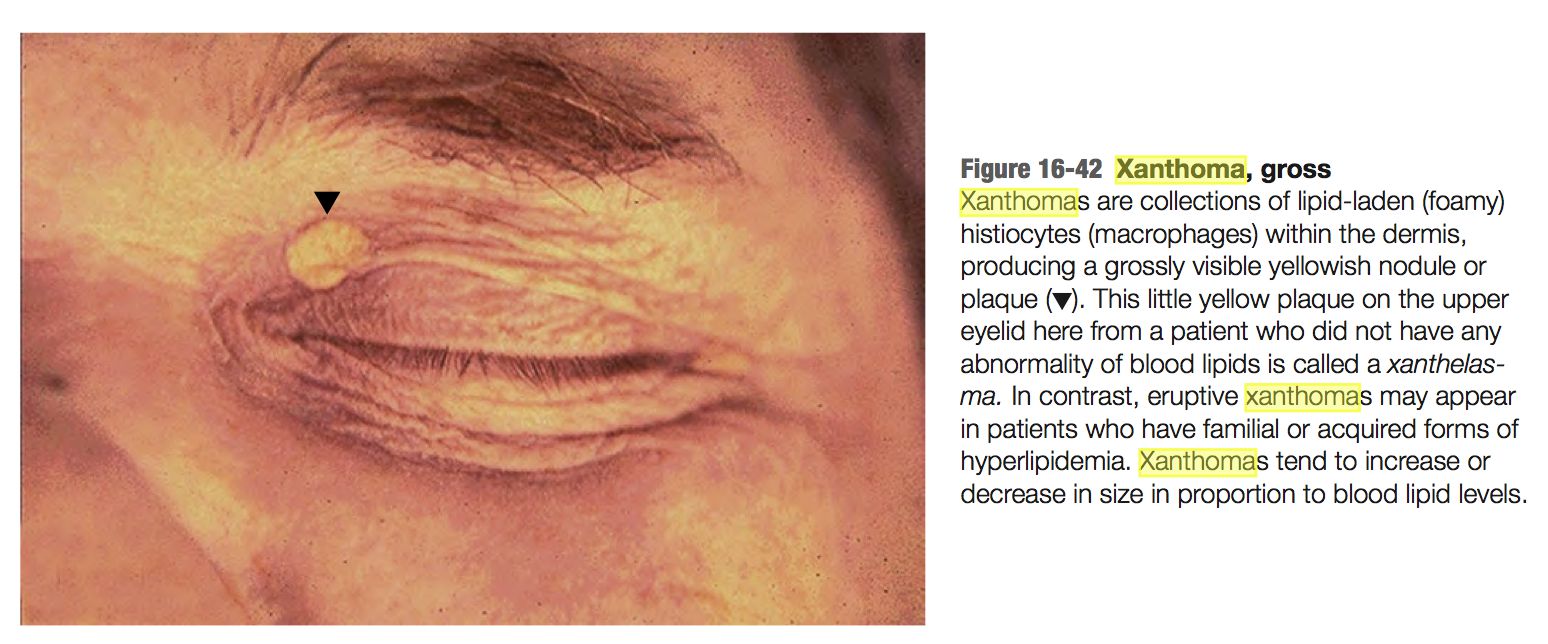 Figure 16-42 Xanthoma, gross
Xanthomas are collections of lipid-laden (foamy)
histiocytes (macrophages) within the dermis,
producing a grossly visible yellowish nodule or
plaque (▼). This little yellow plaque on the upper
eyelid here from a patient who did not have any
abnormality of blood lipids is called a xanthelas-
ma. In contrast, eruptive xanthomas may appear
in patients who have familial or acquired forms of
hyperlipidemia. Xanthomas tend to increase or
decrease in size in proportion to blood lipid levels.